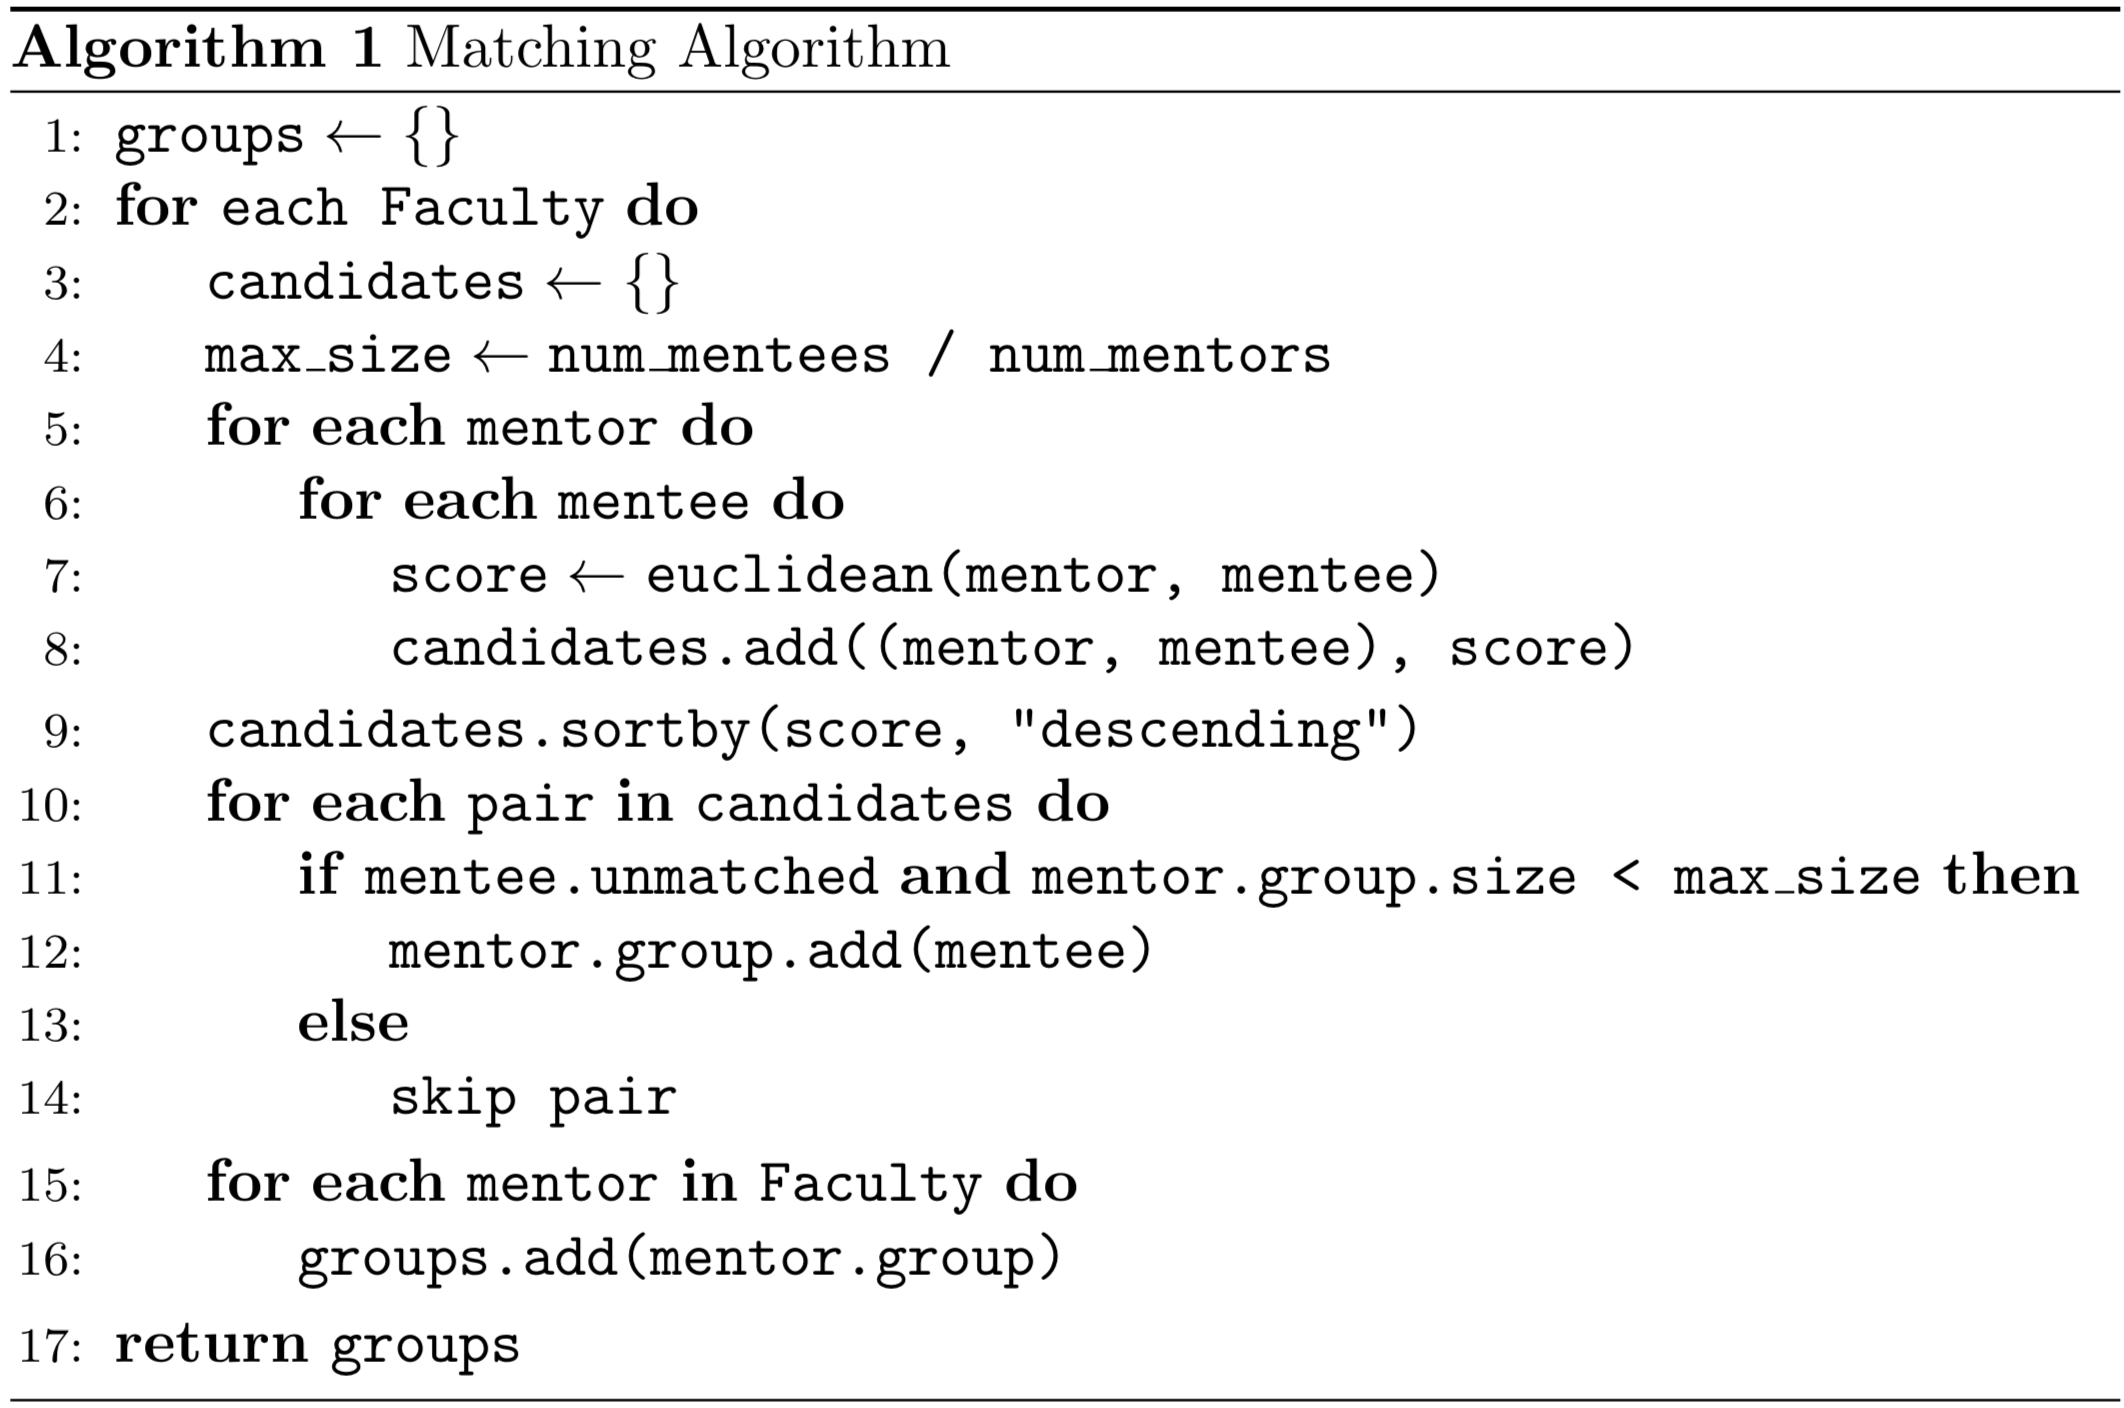 Algorithm 1 Matching Algorithm
1: groups ← {}
2: for each Faculty do
3: candidates ← {}
4: max_size ← num_mentees / num_mentors
5: for each mentor do
6: for each mentee do
7: score ← euclidean(mentor, mentee)
8: candidates.add((mentor, mentee), score)
9: candidates.sortby(score, "descending")
10: for each pair in candidates do
11: if mentee.unmatched and mentor.group.size < max_size then
12: mentor.group.add(mentee)
13: else
14: skip pair
15: for each mentor in Faculty do
16: groups.add(mentor.group)
17: return groups